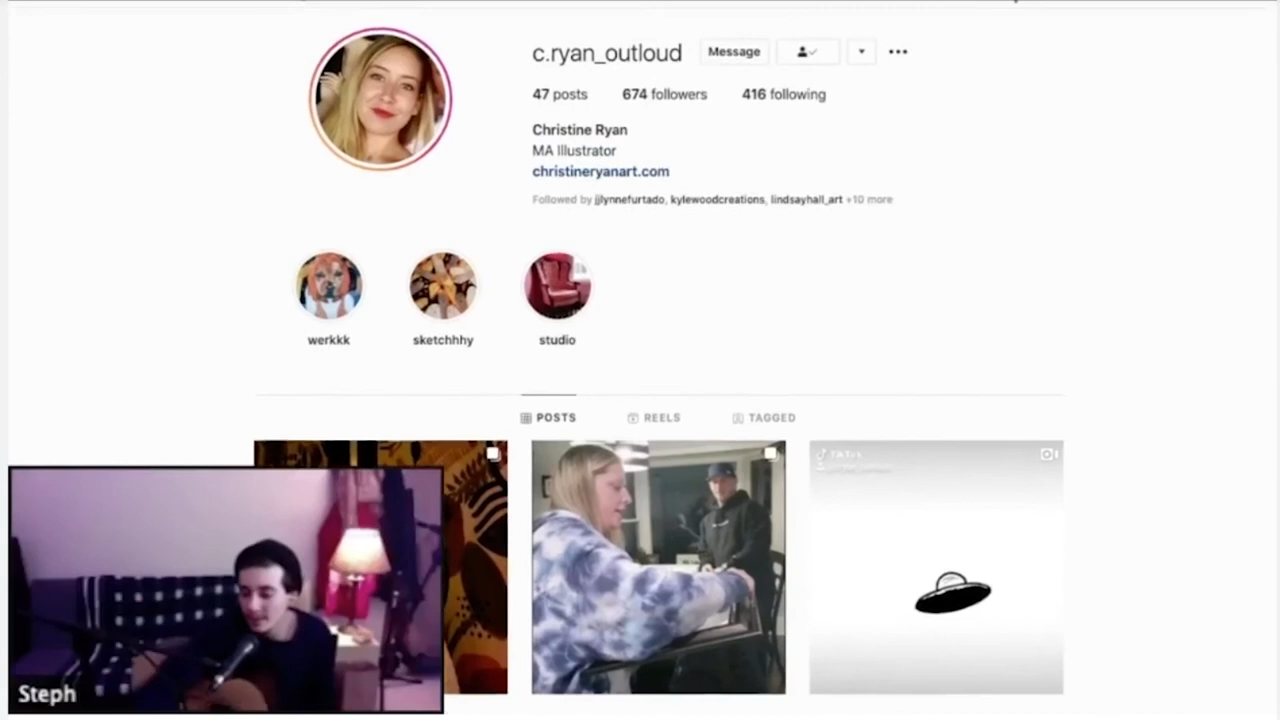 c.ryan_outloud Message
47 posts 674 followers 416 following
Christine Ryan
MA Illustrator
christineryanart.com
Followed by jjlynnefurtado, kylewoodcreations, lindsayhall_art +10 more
werkkk sketchhhy studio
POSTS REELS TAGGED
TikTok
Steph